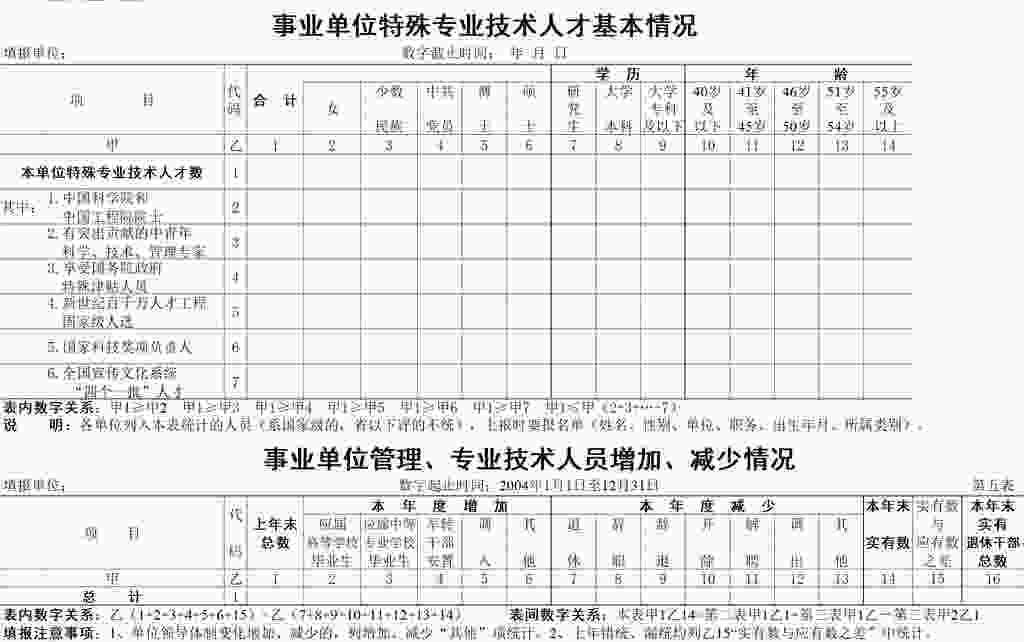 事业单位特殊专业技术人才基本情况
填报单位: 数字截止时间: 年 月 日
项 目 代码 合 计 女 少数民族 中共党员 博士 硕士 学 历 年 龄
研究生 大学本科 大学专科及以下 40岁及以下 41岁至45岁 46岁至50岁 51岁至54岁 55岁及以上
甲 乙 1 2 3 4 5 6 7 8 9 10 11 12 13 14
本单位特殊专业技术人才数 1
其中: 1.中国科学院和中国工程院院士 2
2.有突出贡献的中青年科学、技术、管理专家 3
3.享受国务院政府特殊津贴人员 4
4.新世纪百千万人才工程国家级人选 5
5.国家科技奖项负责人 6
6.全国宣传文化系统“四个一批”人才 7
表内数字关系: 甲1≥甲2 甲1≥甲3 甲1≥甲4 甲1≥甲5 甲1≥甲6 甲1≥甲7 甲1≤甲(2+3+…+7)
说 明: 各单位列入本表统计的人员(系国家级的，省以下评的不统)，上报时要报名单(姓名、性别、单位、职务、出生年月、所属类别)。
事业单位管理、专业技术人员增加、减少情况
填报单位: 数字起止时间: 2004年1月1日至12月31日 第五表
项 目 代码 上年末总数 本 年 度 增 加 本 年 度 减 少 本年末实有数 实有数与应有数之差 本年末实有退休干部总数
应届高等学校毕业生 应届中等专业学校毕业生 军转干部安置 调入 其他 退休 辞职 辞退 开除 解聘 调出 其他
甲 乙 1 2 3 4 5 6 7 8 9 10 11 12 13 14 15 16
总 计 1
表内数字关系: 乙(1+2+3+4+5+6+15)=乙(7+8+9+10+11+12+13+14) 表间数字关系: 本表甲1乙14=第二表甲1乙1+第三表甲1乙1-第三表甲2乙1
填报注意事项: 1、单位领导体制变化增加、减少的，列增加、减少“其他”项统计。2、上年错统、漏统均列乙15“实有数与应有数之差”中统计。